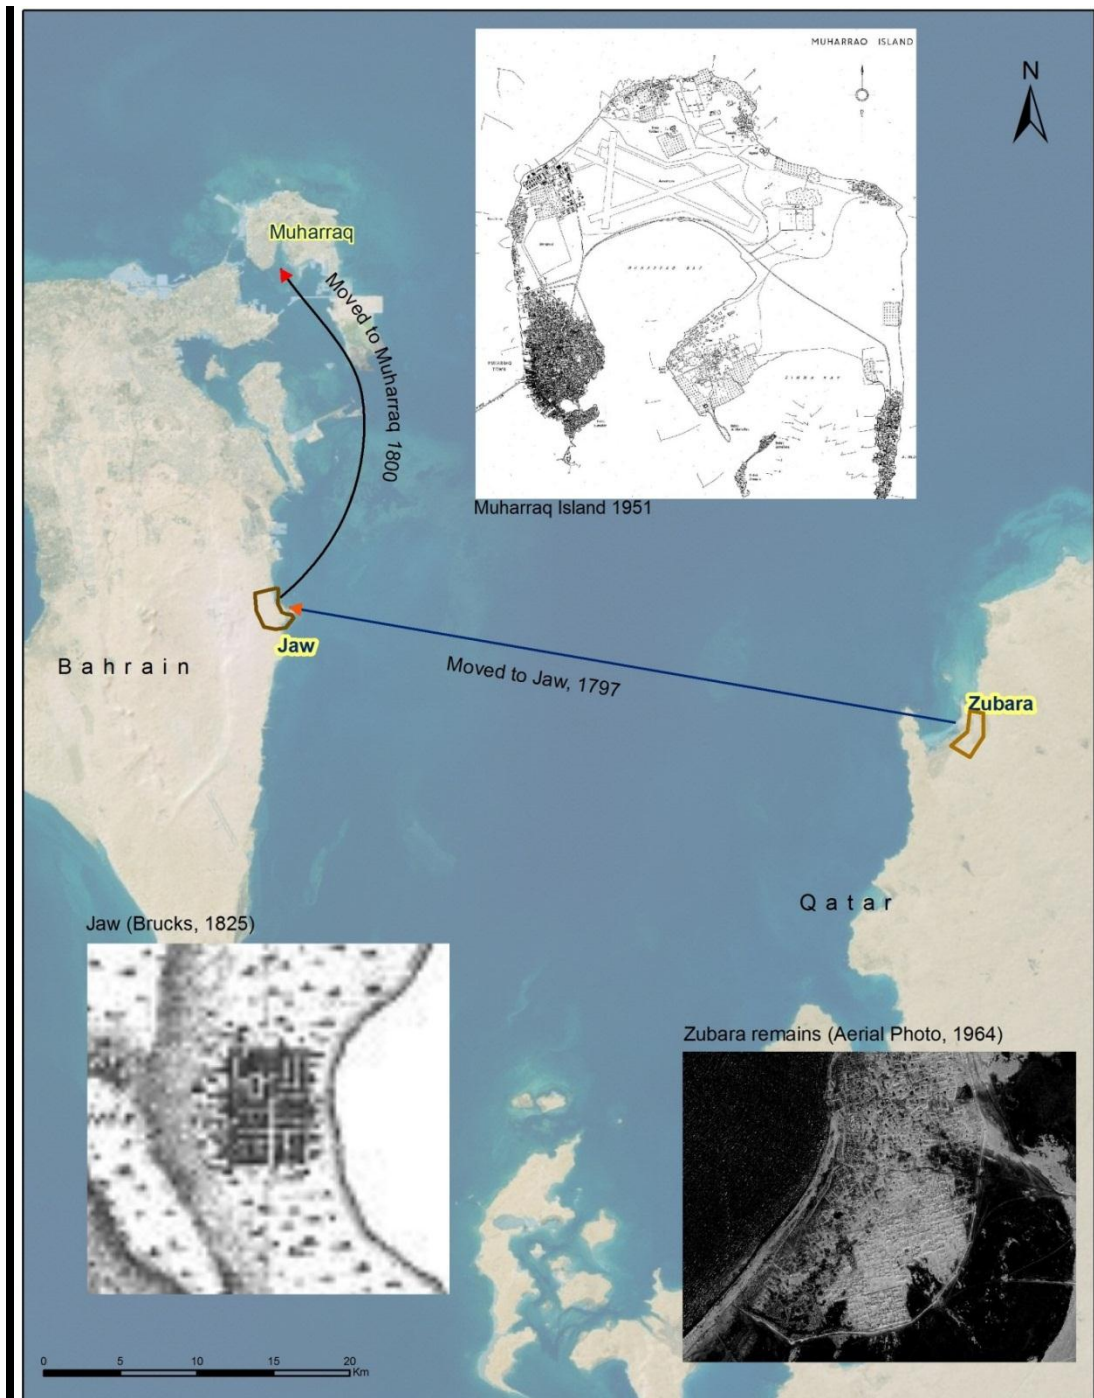 MUHARRAQ ISLAND
N
Muharraq
Moved to Muharraq 1800
Muharraq Island 1951
Jaw
Bahrain
Moved to Jaw, 1797
Zubara
Qatar
Jaw (Brucks, 1825)
Zubara remains (Aerial Photo, 1964)
0 5 10 15 20
Km